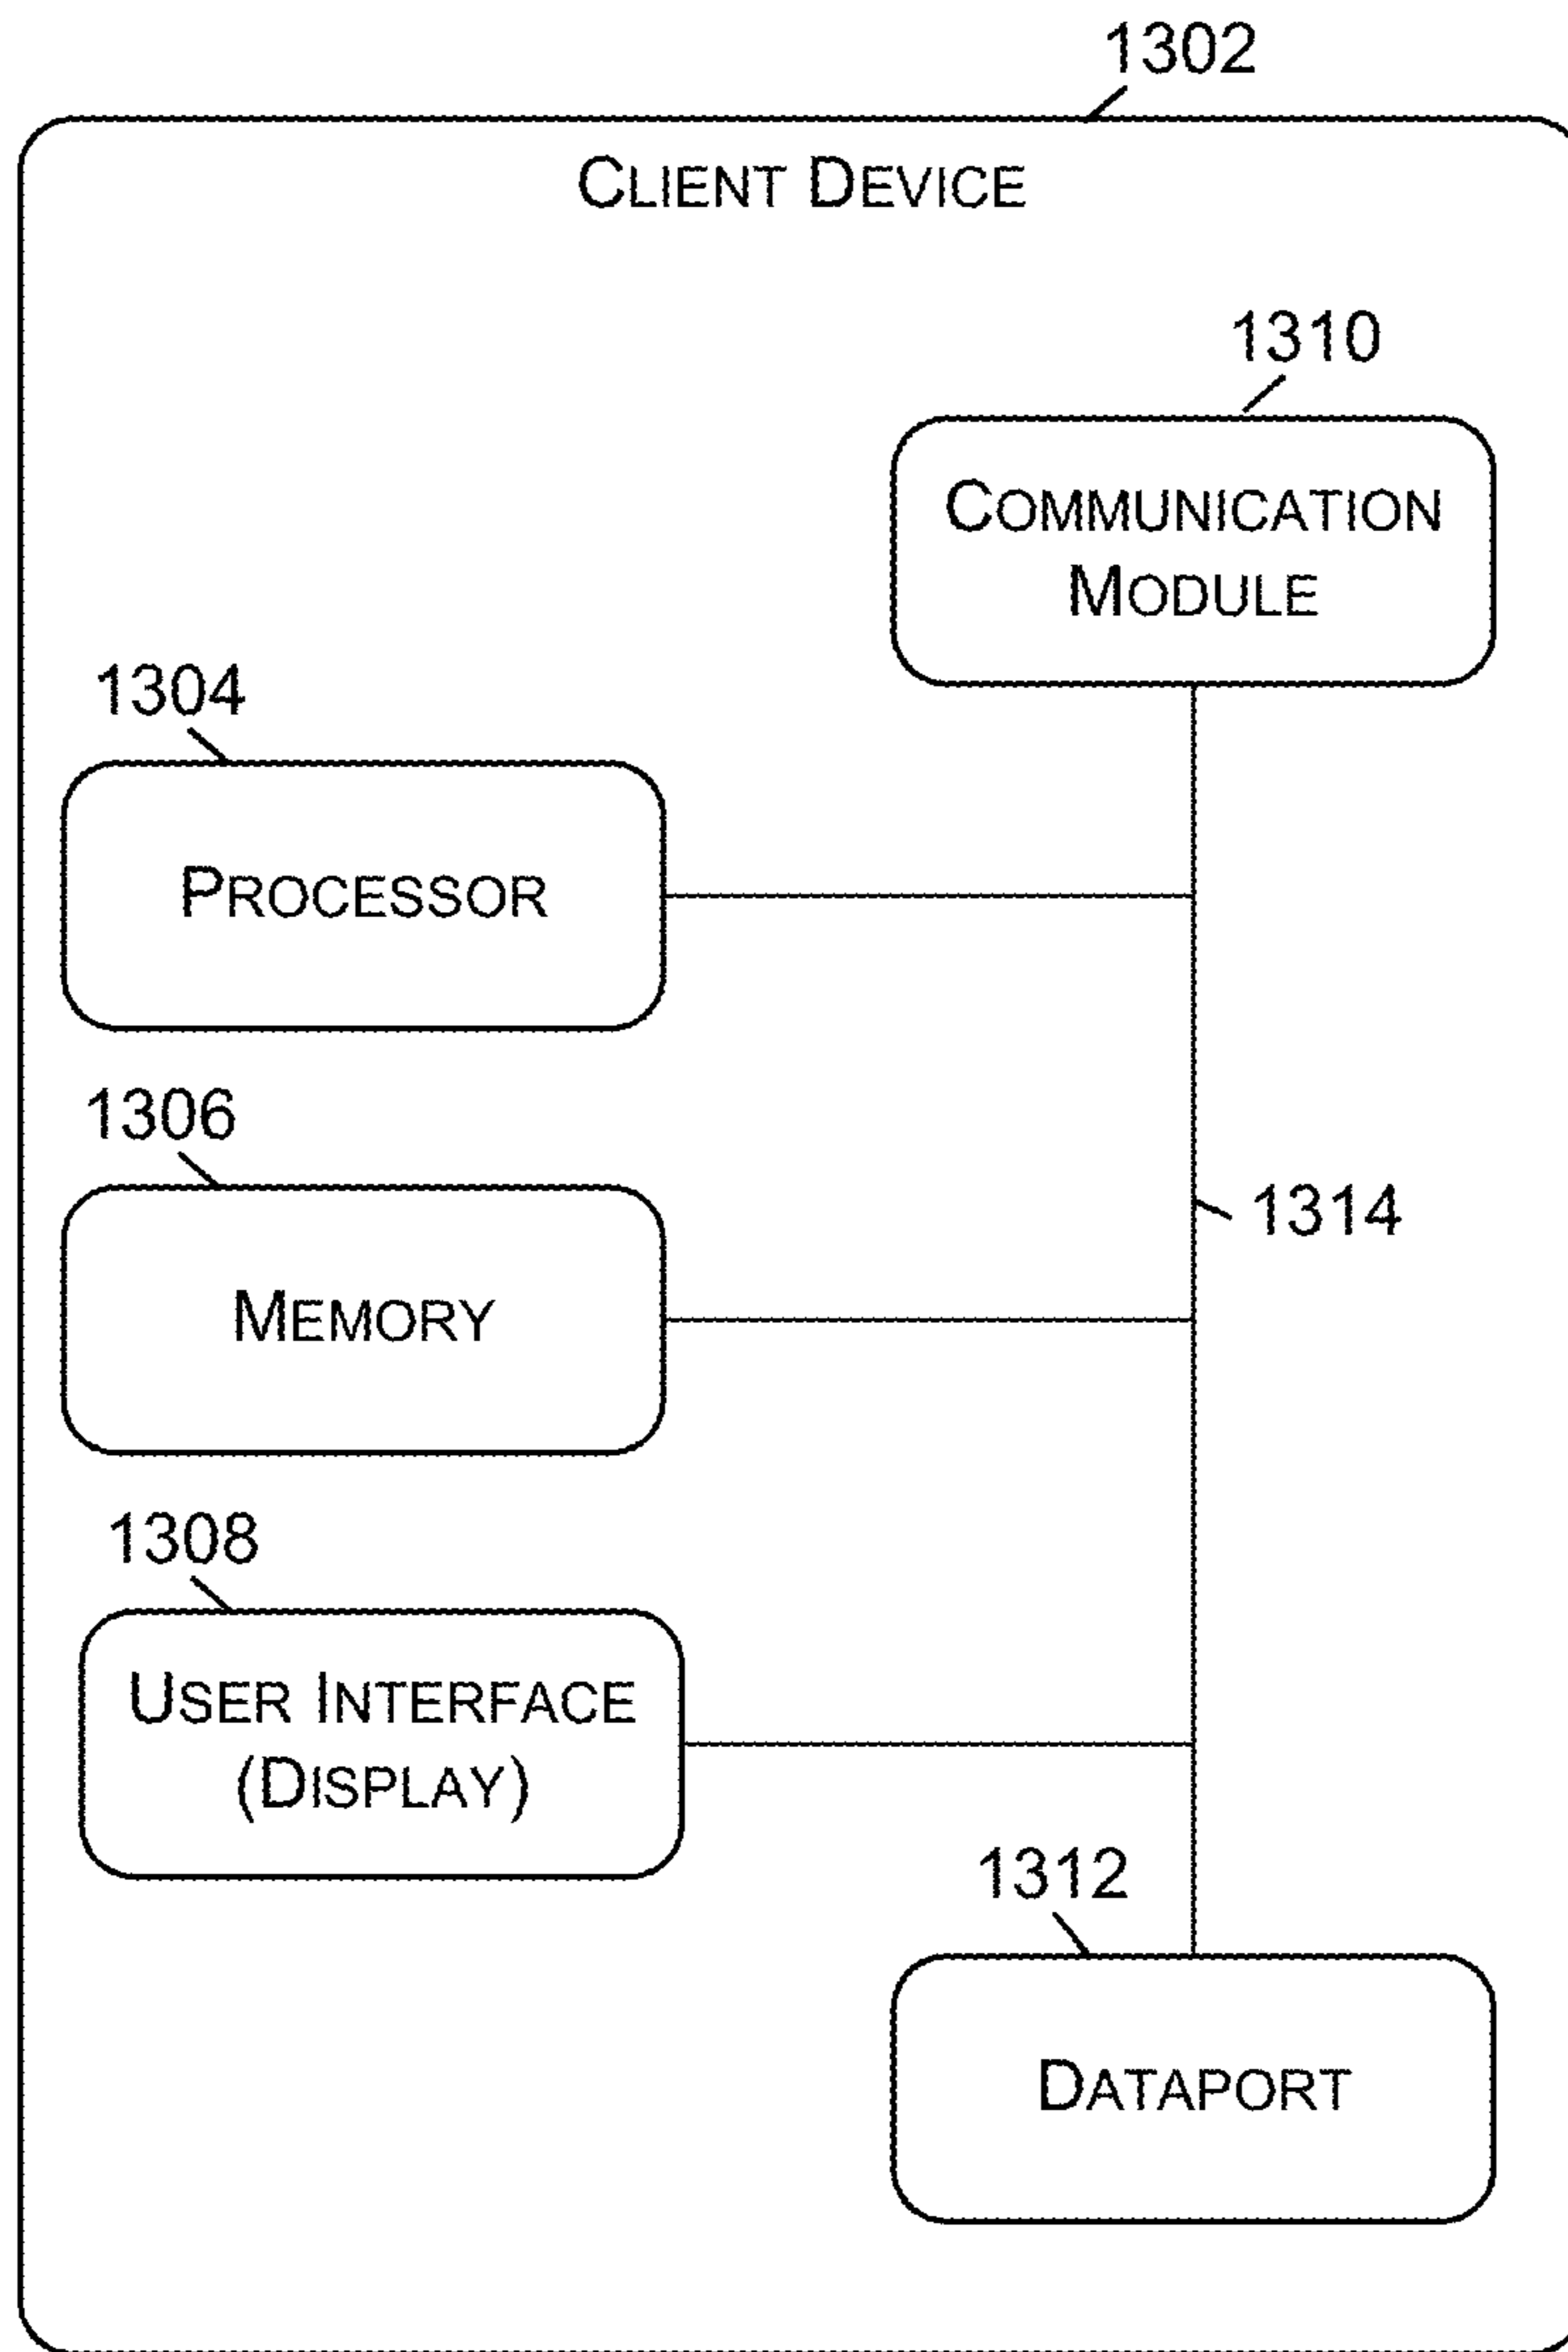 1302
CLIENT DEVICE
1310
COMMUNICATION
MODULE
1304
PROCESSOR
1306
MEMORY
1314
1308
USER INTERFACE
(DISPLAY)
1312
DATAPORT